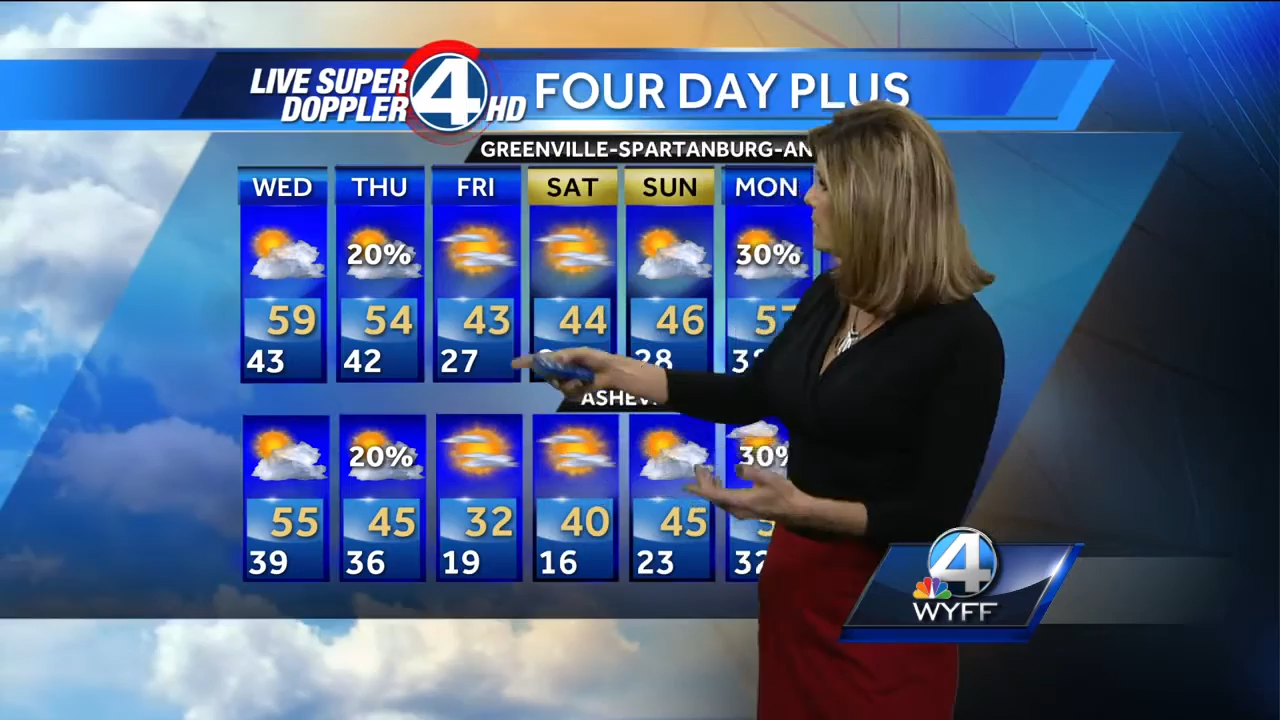 LIVE SUPER
DOPPLER 4 HD
FOUR DAY PLUS
GREENVILLE-SPARTANBURG-AN
WED THU FRI SAT SUN MON
20% 30%
59 54 43 44 46
43 42 27 28
ASHEV
20% 30%
55 45 32 40 45
39 36 19 16 23 32
4
WYFF